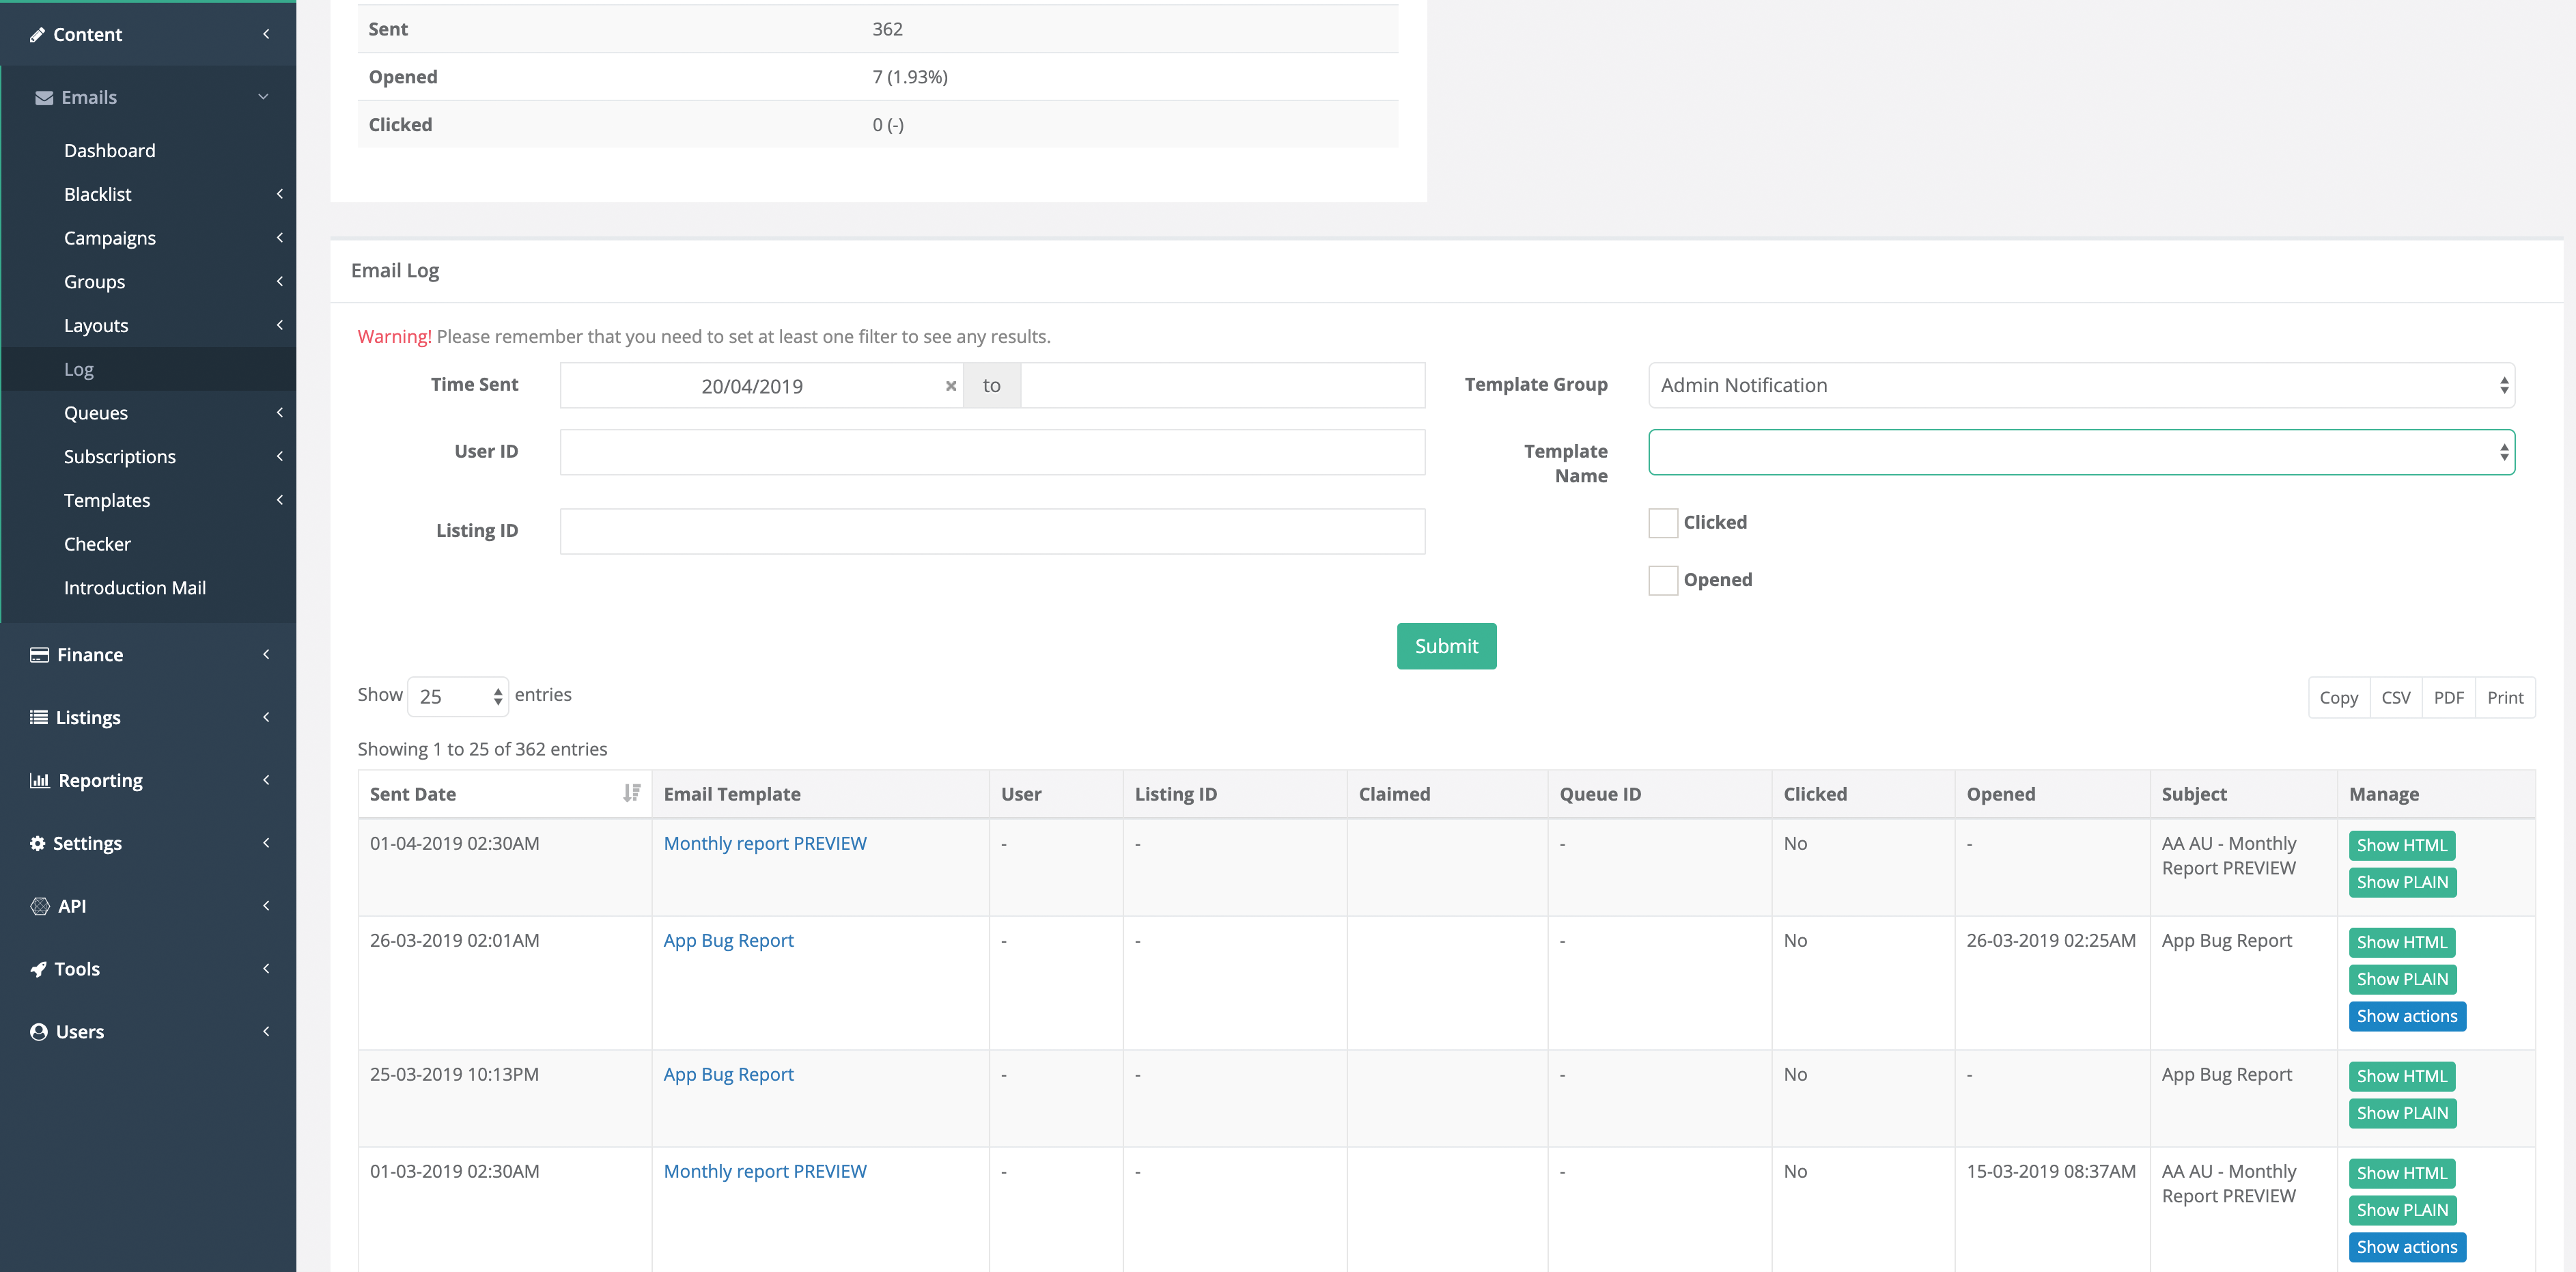 Content
Emails
Dashboard
Blacklist
Campaigns
Groups
Layouts
Log
Queues
Subscriptions
Templates
Checker
Introduction Mail
Finance
Listings
Reporting
Settings
API
Tools
Users
Sent 362
Opened 7 (1.93%)
Clicked 0 (-)
Email Log
Warning! Please remember that you need to set at least one filter to see any results.
Time Sent 20/04/2019 × to
Template Group Admin Notification
User ID
Template Name
Listing ID
Clicked
Opened
Submit
Show 25 entries
Copy CSV PDF Print
Showing 1 to 25 of 362 entries
Sent Date Email Template User Listing ID Claimed Queue ID Clicked Opened Subject Manage
01-04-2019 02:30AM Monthly report PREVIEW - - - No - AA AU - Monthly Report PREVIEW Show HTML
Show PLAIN
26-03-2019 02:01AM App Bug Report - - - No 26-03-2019 02:25AM App Bug Report Show HTML
Show PLAIN
Show actions
25-03-2019 10:13PM App Bug Report - - - No - App Bug Report Show HTML
Show PLAIN
01-03-2019 02:30AM Monthly report PREVIEW - - - No 15-03-2019 08:37AM AA AU - Monthly Report PREVIEW Show HTML
Show PLAIN
Show actions